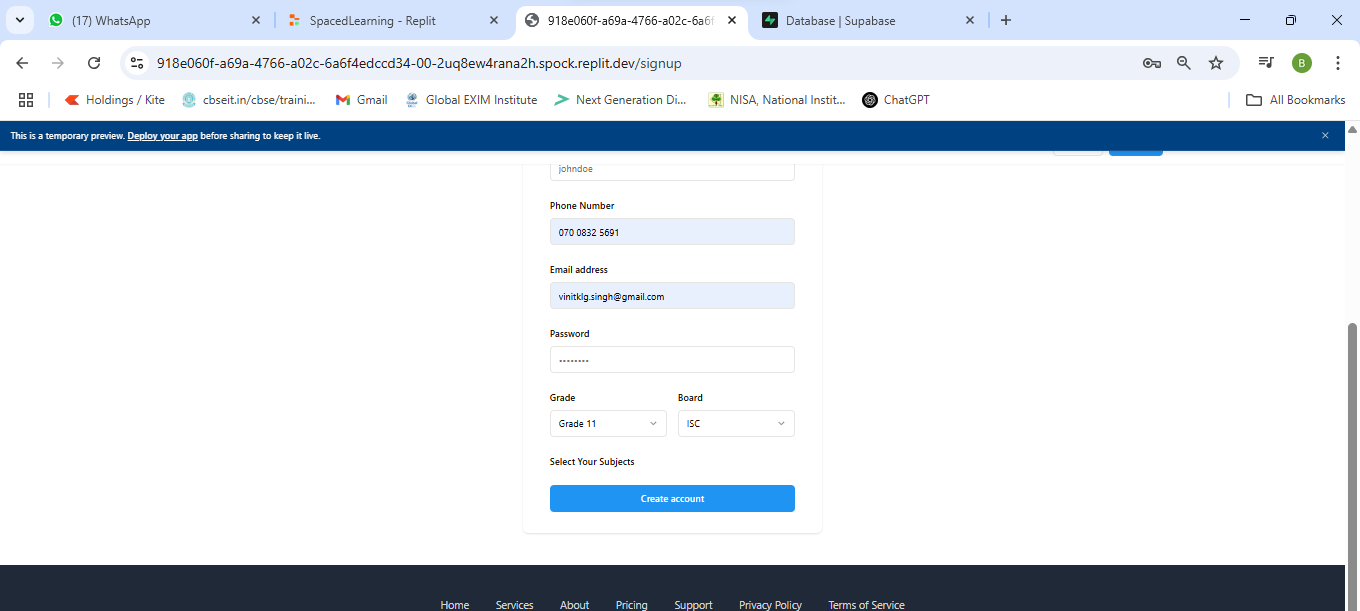 (17) WhatsApp
SpacedLearning - Replit
918e060f-a69a-4766-a02c-6a6f
Database | Supabase
918e060f-a69a-4766-a02c-6a6f4edccd34-00-2uq8ew4rana2h.spock.replit.dev/signup
B
Holdings / Kite
cbseit.in/cbse/traini...
Gmail
Global EXIM Institute
Next Generation Di...
NISA, National Instit...
ChatGPT
All Bookmarks
This is a temporary preview. Deploy your app before sharing to keep it live.
johndoe
Phone Number
070 0832 5691
Email address
vinitklg.singh@gmail.com
Password
••••••••
Grade
Board
Grade 11
ISC
Select Your Subjects
Create account
Home
Services
About
Pricing
Support
Privacy Policy
Terms of Service